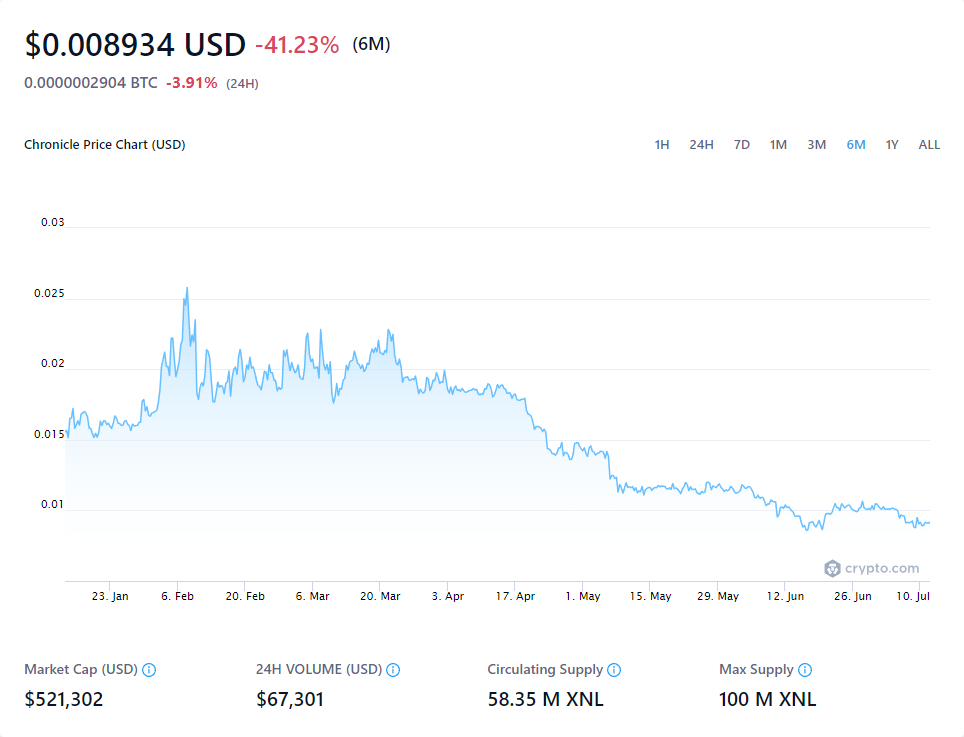 $0.008934 USD -41.23% (6M)
0.0000002904 BTC -3.91% (24H)
Chronicle Price Chart (USD) 1H 24H 7D 1M 3M 6M 1Y ALL
0.03
0.025
0.02
0.015
0.01
crypto.com
23. Jan 6. Feb 20. Feb 6. Mar 20. Mar 3. Apr 17. Apr 1. May 15. May 29. May 12. Jun 26. Jun 10. Jul
Market Cap (USD) 24H VOLUME (USD) Circulating Supply Max Supply
$521,302 $67,301 58.35 M XNL 100 M XNL